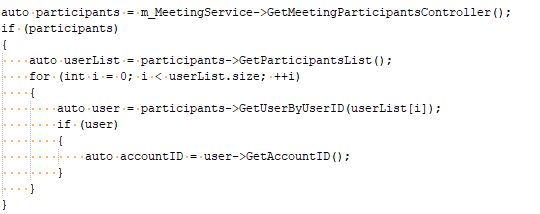 auto participants = m_MeetingService->GetMeetingParticipantsController();
if (participants)
{
    auto userList = participants->GetParticipantsList();
    for (int i = 0; i < userList.size; ++i)
    {
        auto user = participants->GetUserByUserID(userList[i]);
        if (user)
        {
            auto accountID = user->GetAccountID();
        }
    }
}